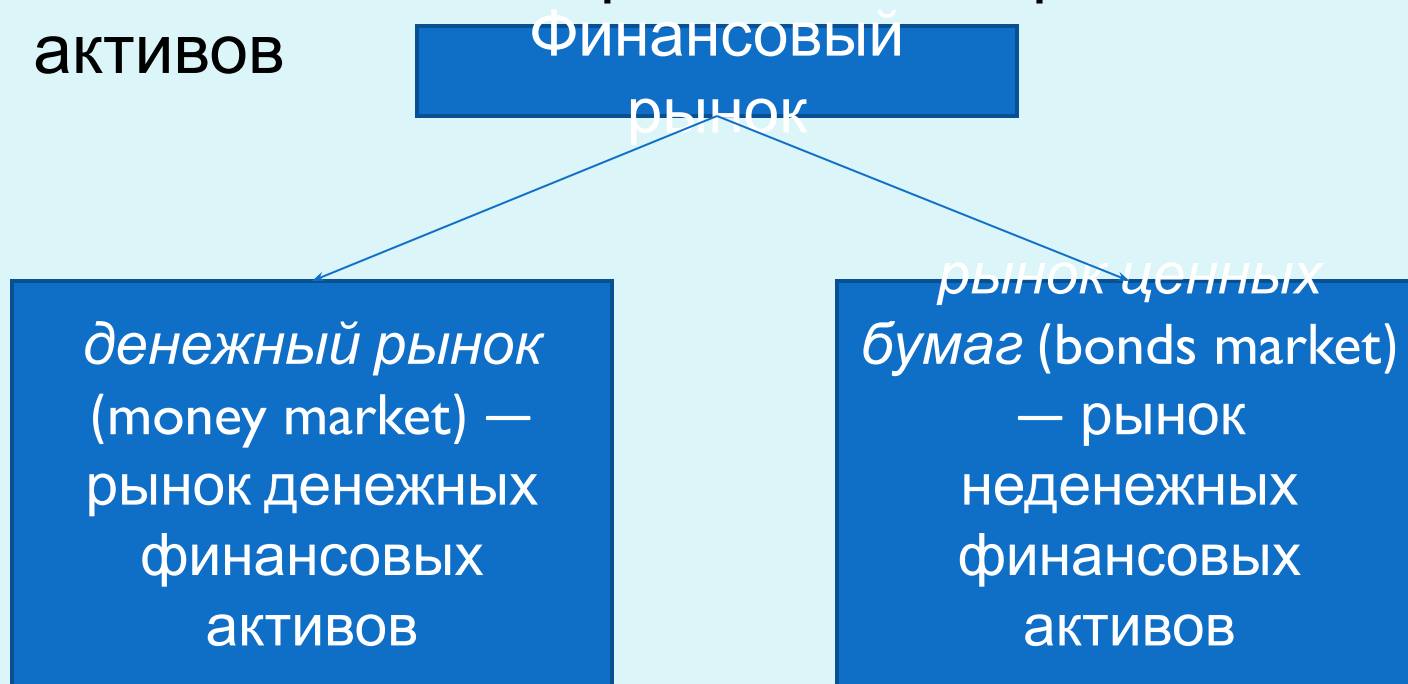 активов
Финансовый
рынок
денежный рынок
(money market) —
рынок денежных
финансовых
активов
рынок ценных
бумаг (bonds market)
— рынок
неденежных
финансовых
активов